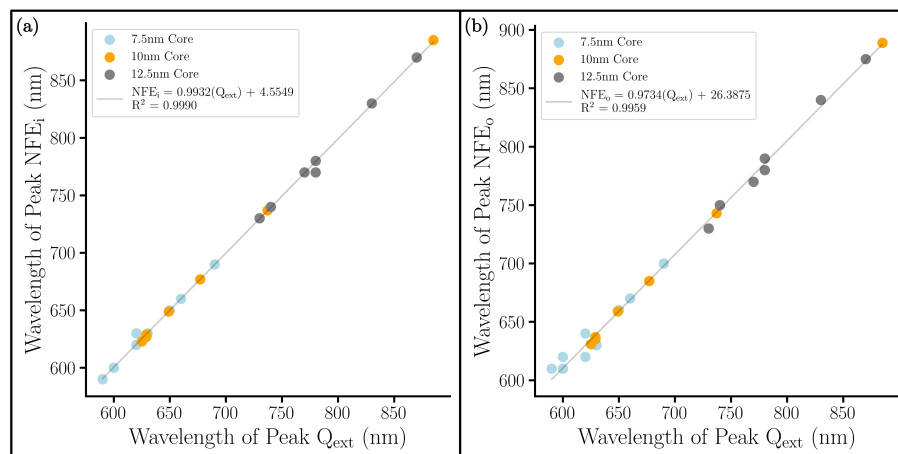 (a)
7.5nm Core
10nm Core
12.5nm Core
NFEᵢ = 0.9932(Qₑₓₜ) + 4.5549
R² = 0.9990
Wavelength of Peak NFEᵢ (nm)
850
800
750
700
650
600
600 650 700 750 800 850
Wavelength of Peak Qₑₓₜ (nm)
(b)
7.5nm Core
10nm Core
12.5nm Core
NFEₒ = 0.9734(Qₑₓₜ) + 26.3875
R² = 0.9959
Wavelength of Peak NFEₒ (nm)
900
850
800
750
700
650
600
600 650 700 750 800 850
Wavelength of Peak Qₑₓₜ (nm)